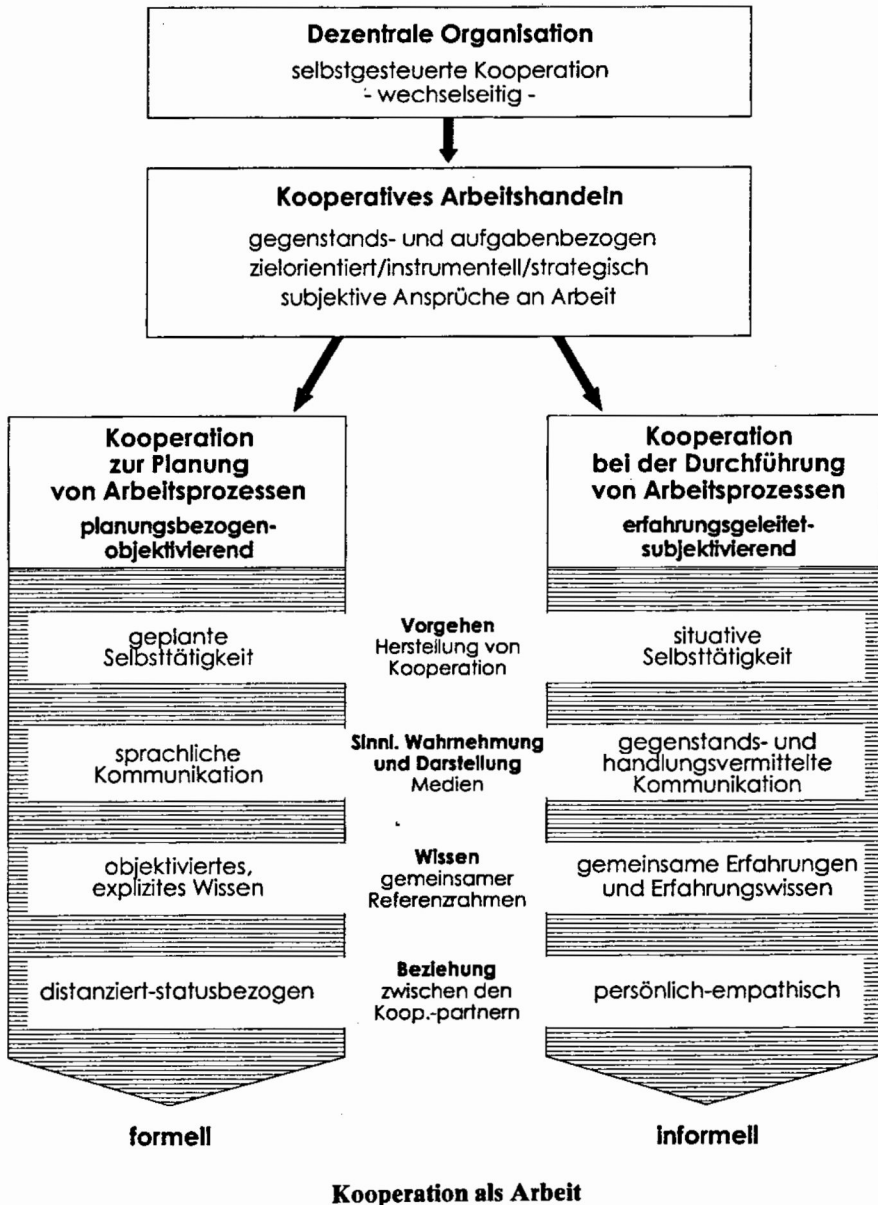 Dezentrale Organisation
selbstgesteuerte Kooperation
- wechselseitig -
Kooperatives Arbeitshandeln
gegenstands- und aufgabenbezogen
zielorientiert/instrumentell/strategisch
subjektive Ansprüche an Arbeit
Kooperation
zur Planung
von Arbeitsprozessen
planungsbezogen-
objektivierend
Kooperation
bei der Durchführung
von Arbeitsprozessen
erfahrungsgeleitet-
subjektivierend
geplante
Selbsttätigkeit
Vorgehen
Herstellung von
Kooperation
situative
Selbsttätigkeit
sprachliche
Kommunikation
Sinnl. Wahrnehmung
und Darstellung
Medien
gegenstands- und
handlungsvermittelte
Kommunikation
objektiviertes,
explizites Wissen
Wissen
gemeinsamer
Referenzrahmen
gemeinsame Erfahrungen
und Erfahrungswissen
distanziert-statusbezogen
Beziehung
zwischen den
Koop.-partnern
persönlich-empathisch
formell
informell
Kooperation als Arbeit